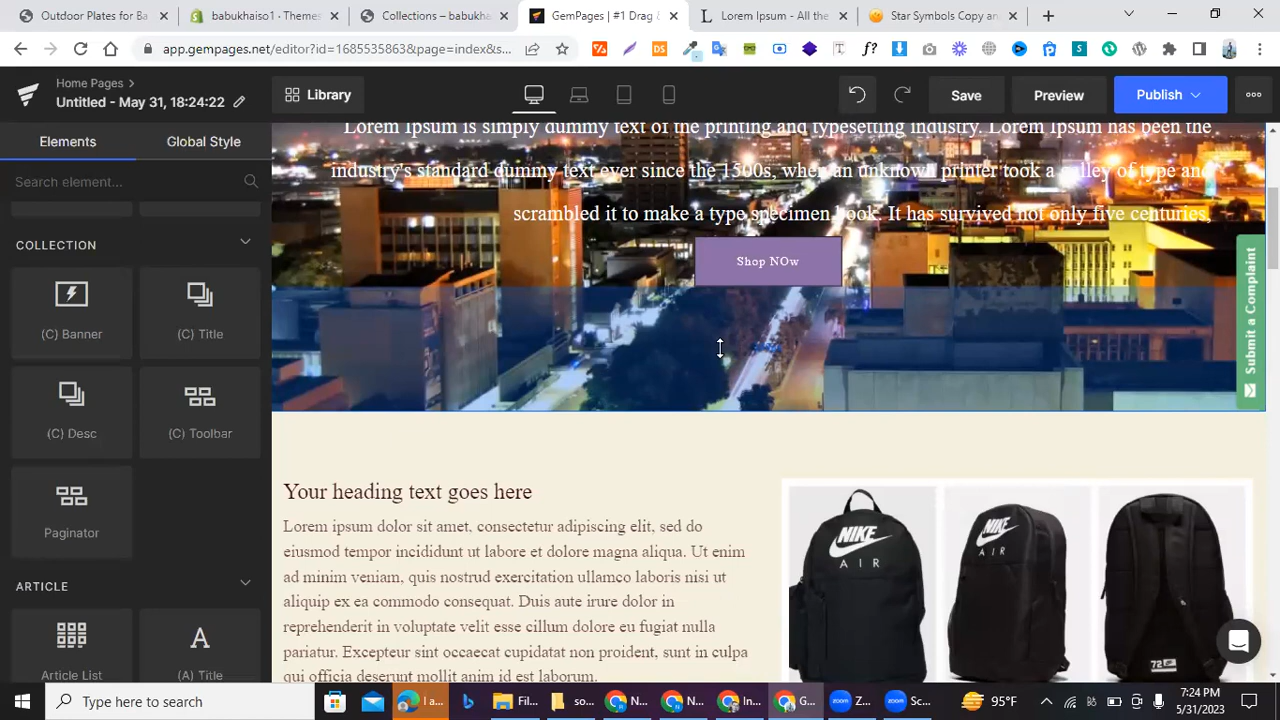 Outdoor Planters for Ba
babukhaison - Themes
Collections – babukha
GemPages | #1 Drag &
Lorem Ipsum - All the
Star Symbols Copy an
app.gempages.net/editor?id=1685535863&page=index&s...
Home Pages >
Untitled - May 31, 18:24:22
Library
Save
Preview
Publish
Elements
Global Style
Search element...
COLLECTION
(C) Banner
(C) Title
(C) Desc
(C) Toolbar
Paginator
ARTICLE
Article List
(A) Title
Lorem Ipsum is simply dummy text of the printing and typesetting industry. Lorem Ipsum has been the
industry's standard dummy text ever since the 1500s, when an unknown printer took a galley of type and
scrambled it to make a type specimen book. It has survived not only five centuries,
Shop NOw
Submit a Complaint
Your heading text goes here
Lorem ipsum dolor sit amet, consectetur adipiscing elit, sed do
eiusmod tempor incididunt ut labore et dolore magna aliqua. Ut enim
ad minim veniam, quis nostrud exercitation ullamco laboris nisi ut
aliquip ex ea commodo consequat. Duis aute irure dolor in
reprehenderit in voluptate velit esse cillum dolore eu fugiat nulla
pariatur. Excepteur sint occaecat cupidatat non proident, sunt in culpa
qui officia deserunt mollit anim id est laborum.
NIKE
AIR
NIKE
AIR
72
Type here to search
I a...
Fil...
so...
N...
N...
In...
G...
Z...
Sc...
95°F
7:24 PM
5/31/2023